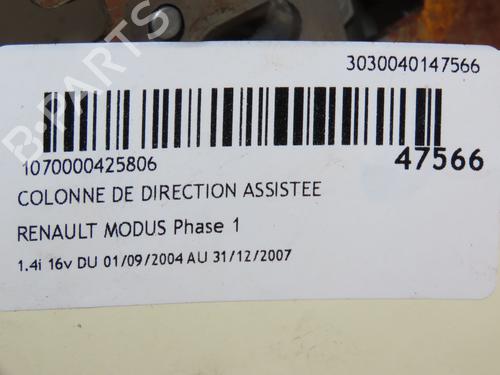 3030040147566
1070000425806
47566
COLONNE DE DIRECTION ASSISTEE
RENAULT MODUS Phase 1
1.4i 16v DU 01/09/2004 AU 31/12/2007
B-PARTS